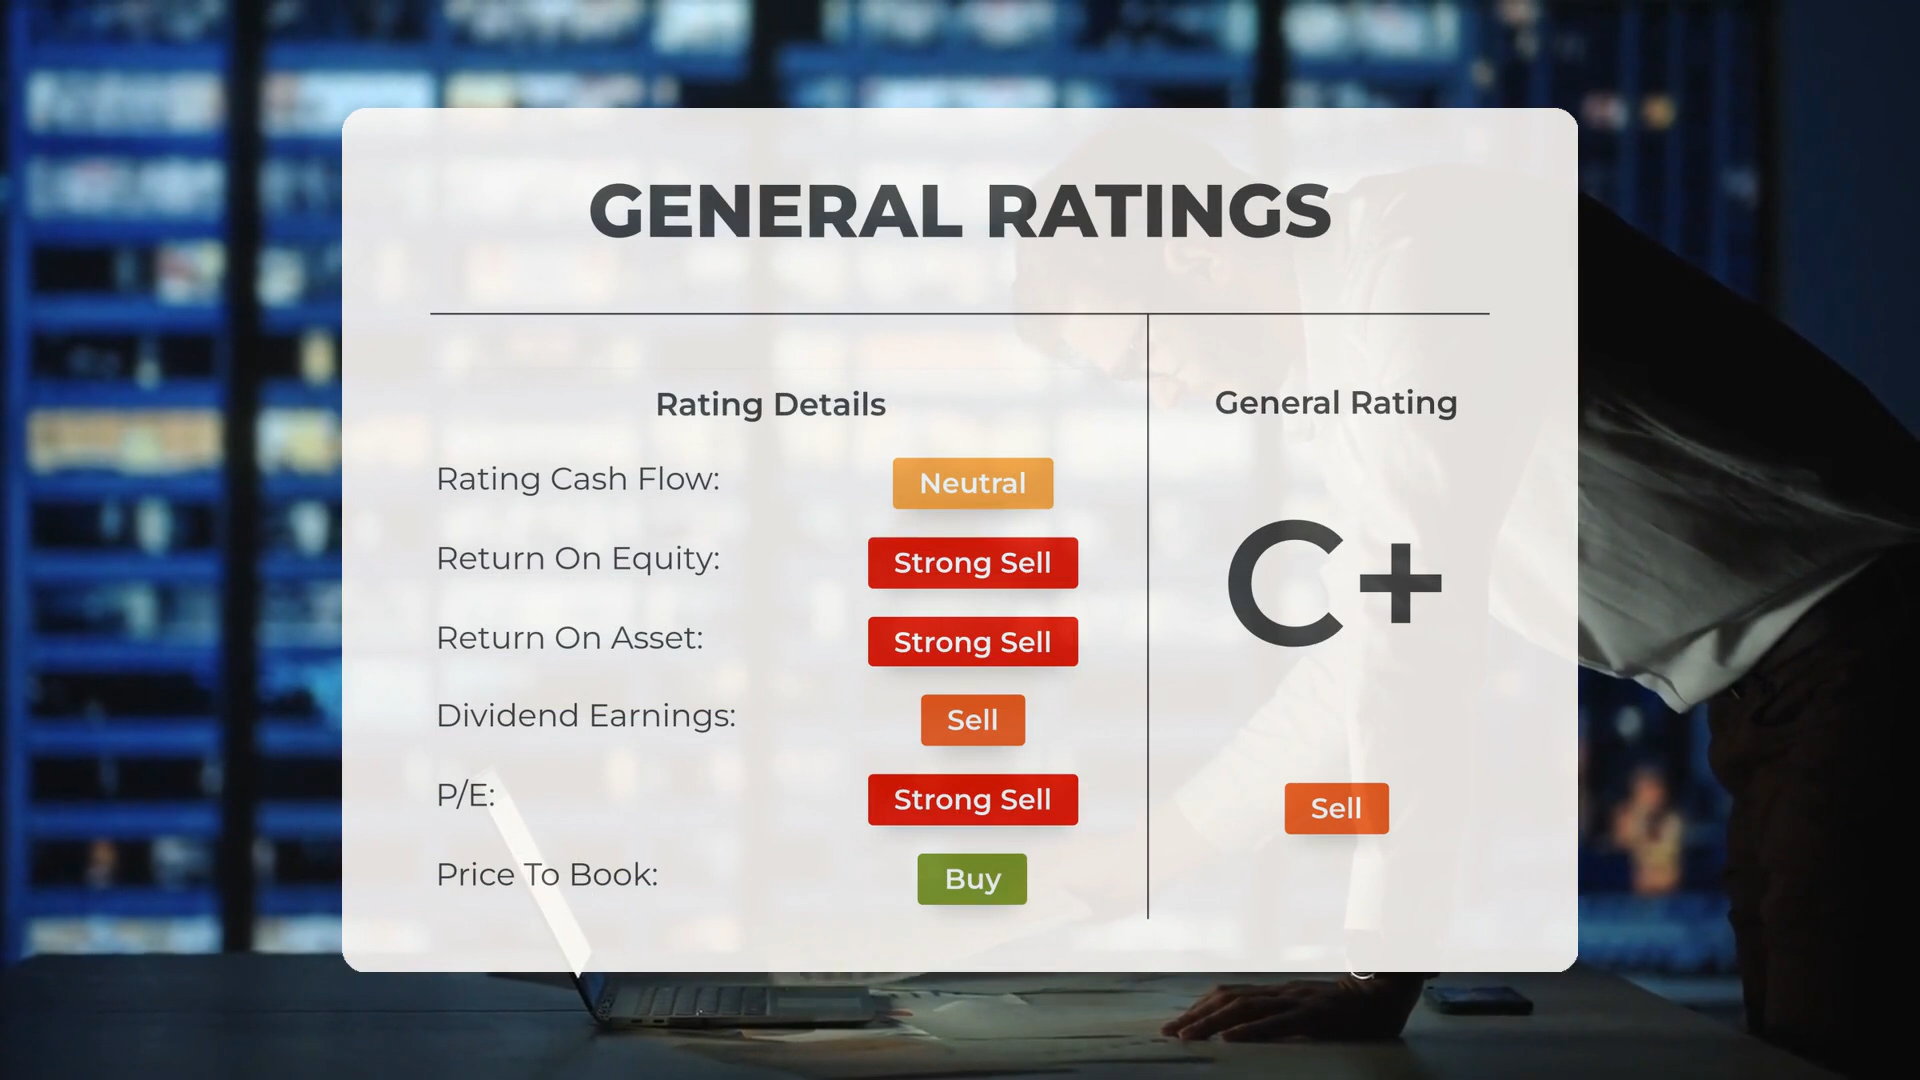 GENERAL RATINGS
Rating Details
Rating Cash Flow: Neutral
Return On Equity: Strong Sell
Return On Asset: Strong Sell
Dividend Earnings: Sell
P/E: Strong Sell
Price To Book: Buy
General Rating
C+
Sell